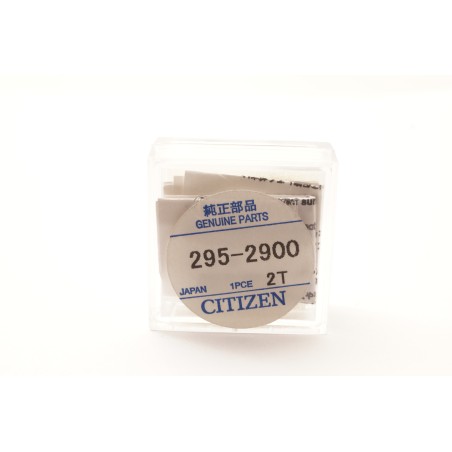 純正部品
GENUINE PARTS
295-2900
2T
JAPAN 1PCE
CITIZEN